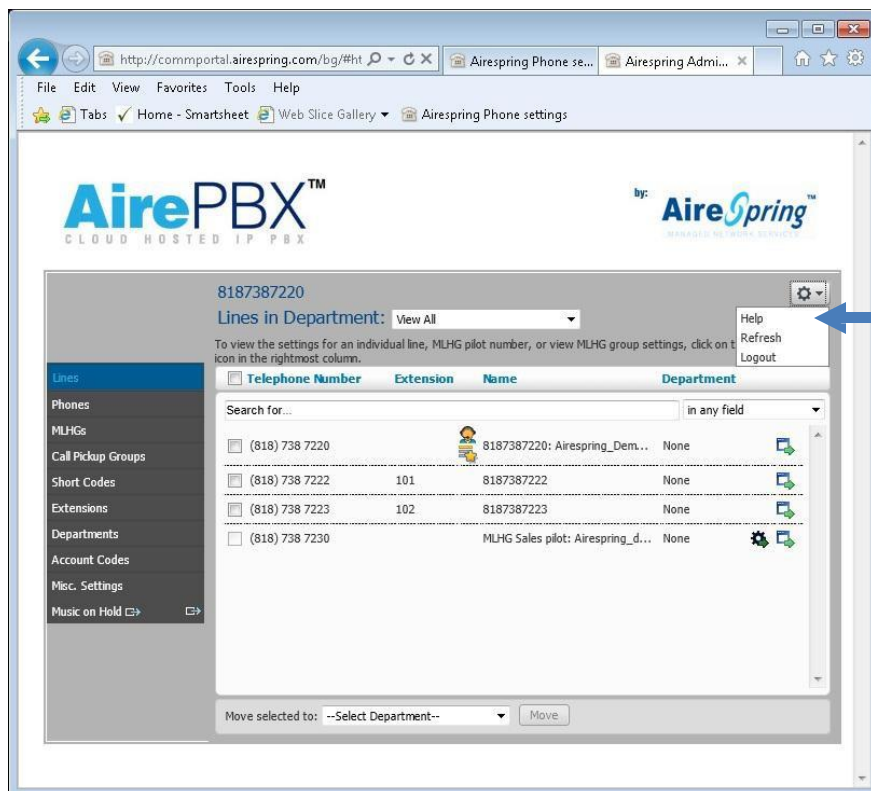 http://commportal.airespring.com/bg/#ht
Airespring Phone se...
Airespring Admi...
File Edit View Favorites Tools Help
Tabs Home - Smartsheet Web Slice Gallery Airespring Phone settings
AirePBX™
CLOUD HOSTED IP PBX
by:
AireSpring™
MANAGED NETWORK SERVICES
8187387220
Lines in Department: View All
Help
Refresh
Logout
To view the settings for an individual line, MLHG pilot number, or view MLHG group settings, click on t
icon in the rightmost column.
Lines
Phones
MLHGs
Call Pickup Groups
Short Codes
Extensions
Departments
Account Codes
Misc. Settings
Music on Hold
Telephone Number Extension Name Department
Search for... in any field
(818) 738 7220 8187387220: Airespring_Dem... None
(818) 738 7222 101 8187387222 None
(818) 738 7223 102 8187387223 None
(818) 738 7230 MLHG Sales pilot: Airespring_d... None
Move selected to: --Select Department-- Move